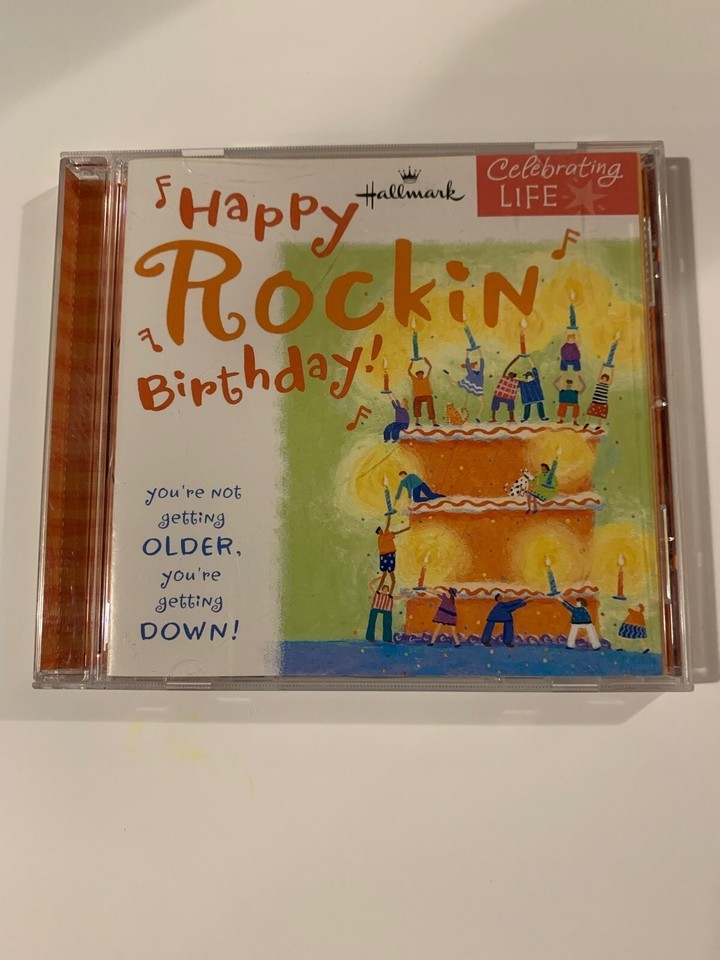 Happy
Rockin
Birthday!
Hallmark
Celebrating
LIFE
you're not
getting
OLDER,
you're
getting
DOWN!